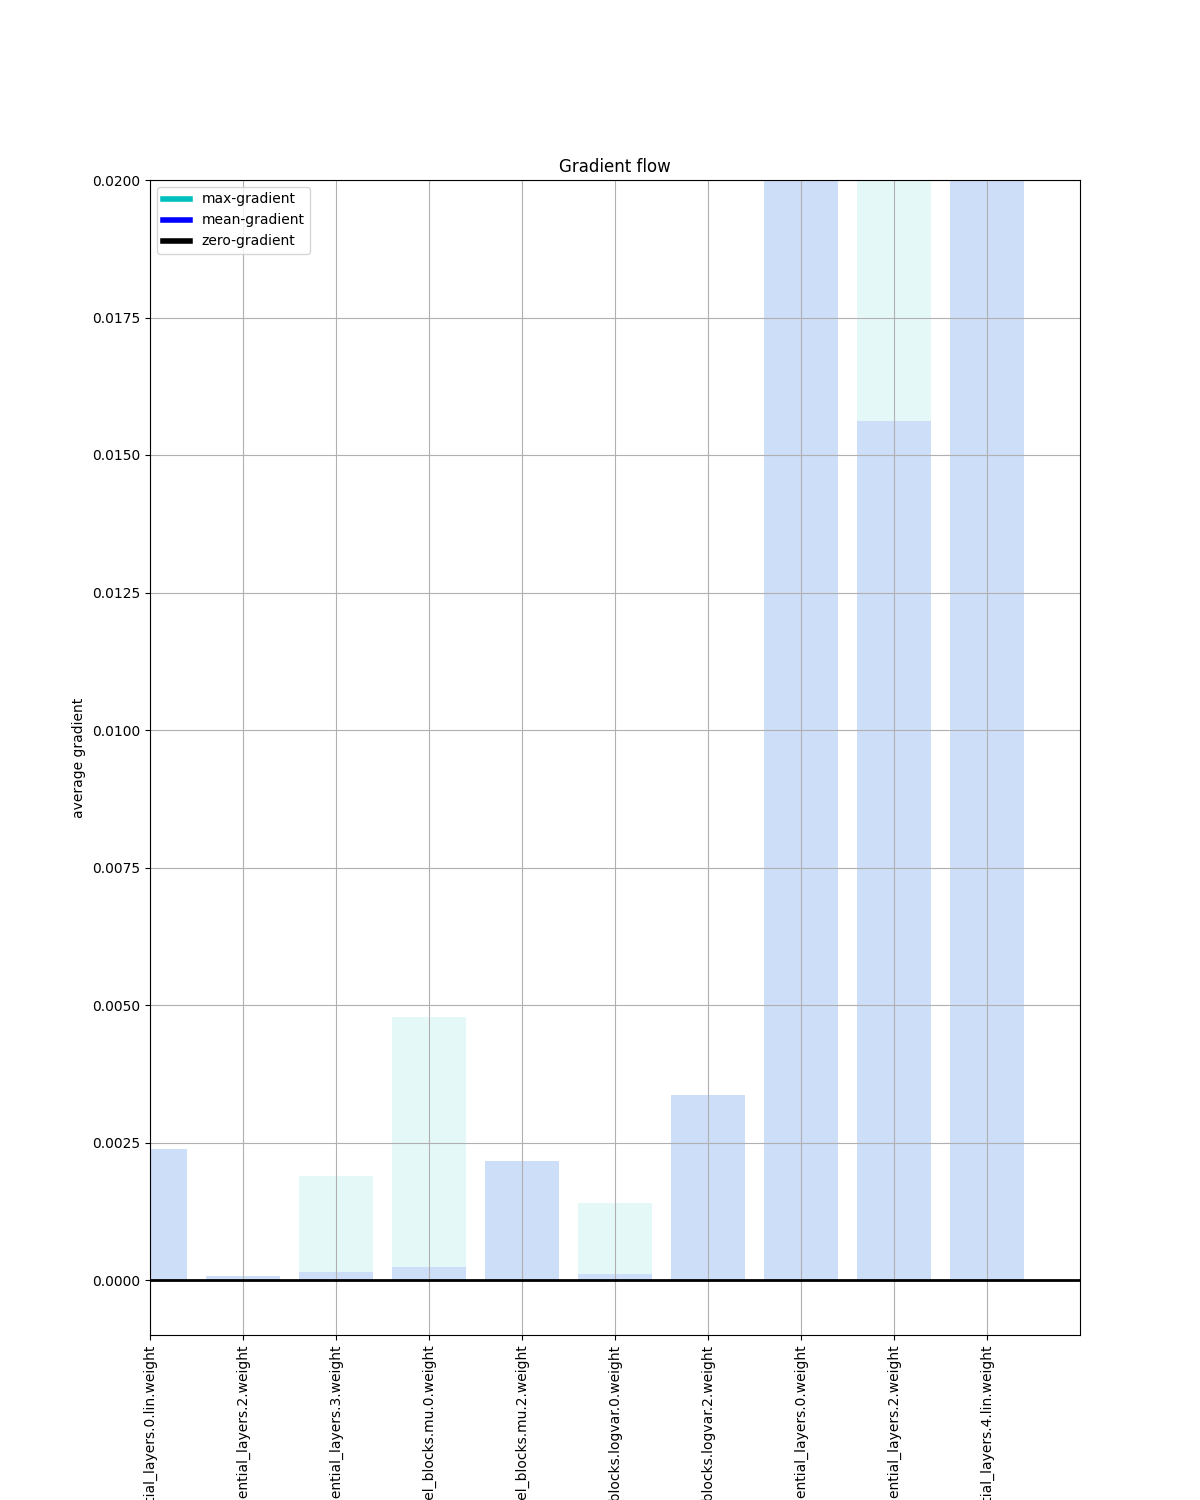 Gradient flow
max-gradient
mean-gradient
zero-gradient
0.0200
0.0175
0.0150
0.0125
0.0100
0.0075
0.0050
0.0025
0.0000
average gradient
tial_layers.0.lin.weight
ential_layers.2.weight
ential_layers.3.weight
el_blocks.mu.0.weight
el_blocks.mu.2.weight
blocks.logvar.0.weight
blocks.logvar.2.weight
ential_layers.0.weight
ential_layers.2.weight
tial_layers.4.lin.weight